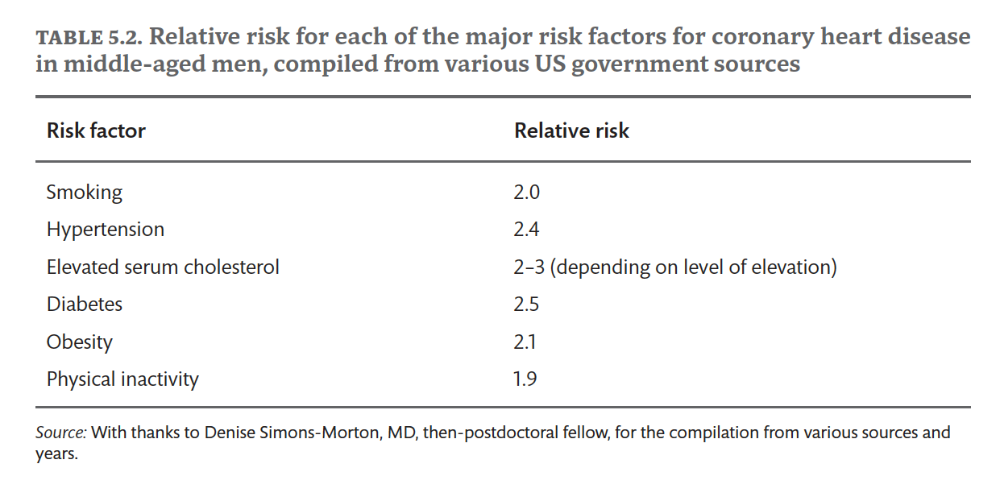 TABLE 5.2. Relative risk for each of the major risk factors for coronary heart disease
in middle-aged men, compiled from various US government sources
Risk factor Relative risk
Smoking 2.0
Hypertension 2.4
Elevated serum cholesterol 2–3 (depending on level of elevation)
Diabetes 2.5
Obesity 2.1
Physical inactivity 1.9
Source: With thanks to Denise Simons-Morton, MD, then-postdoctoral fellow, for the compilation from various sources and
years.